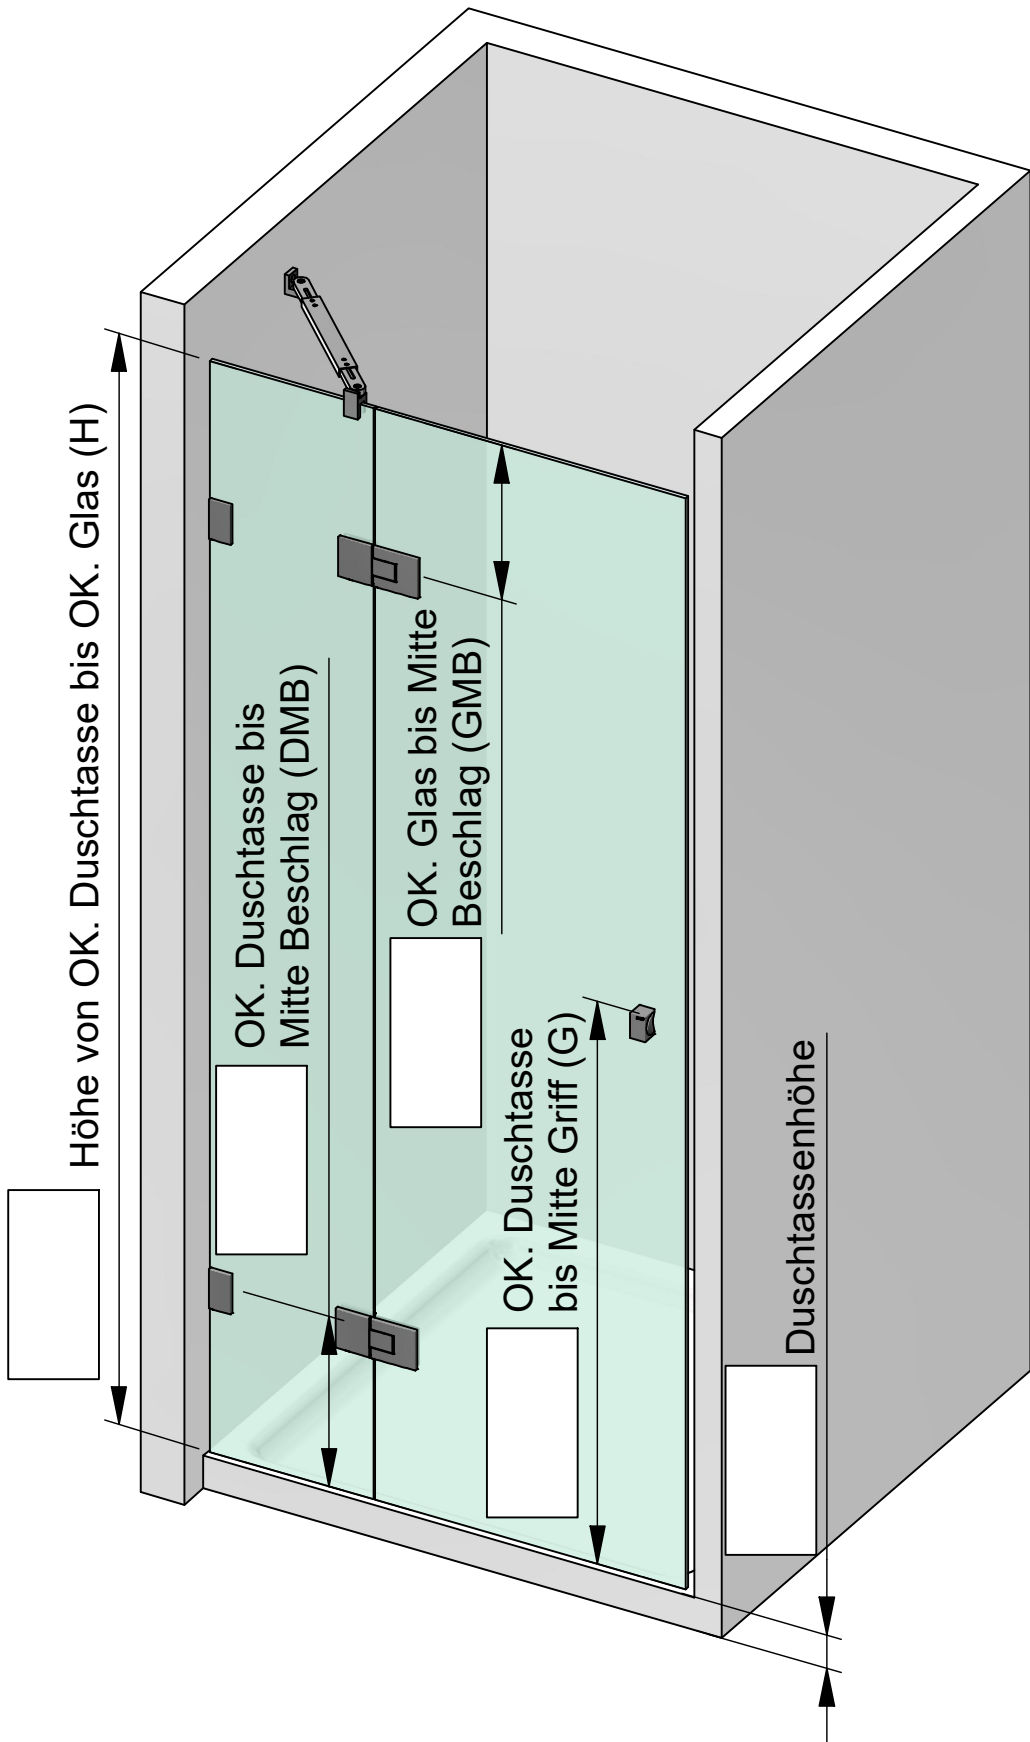 Höhe von OK. Duschtasse bis OK. Glas (H)
OK. Duschtasse bis
Mitte Beschlag (DMB)
OK. Glas bis Mitte
Beschlag (GMB)
OK. Duschtasse
bis Mitte Griff (G)
Duschtassenhöhe